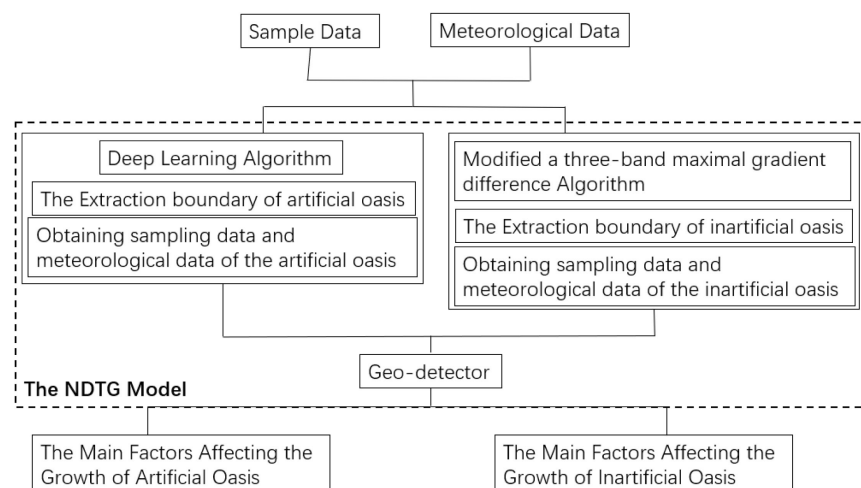 Sample Data
Meteorological Data
Deep Learning Algorithm
The Extraction boundary of artificial oasis
Obtaining sampling data and
meteorological data of the artificial oasis
Modified a three-band maximal gradient
difference Algorithm
The Extraction boundary of inartificial oasis
Obtaining sampling data and
meteorological data of the inartificial oasis
Geo-detector
The NDTG Model
The Main Factors Affecting the
Growth of Artificial Oasis
The Main Factors Affecting the
Growth of Inartificial Oasis